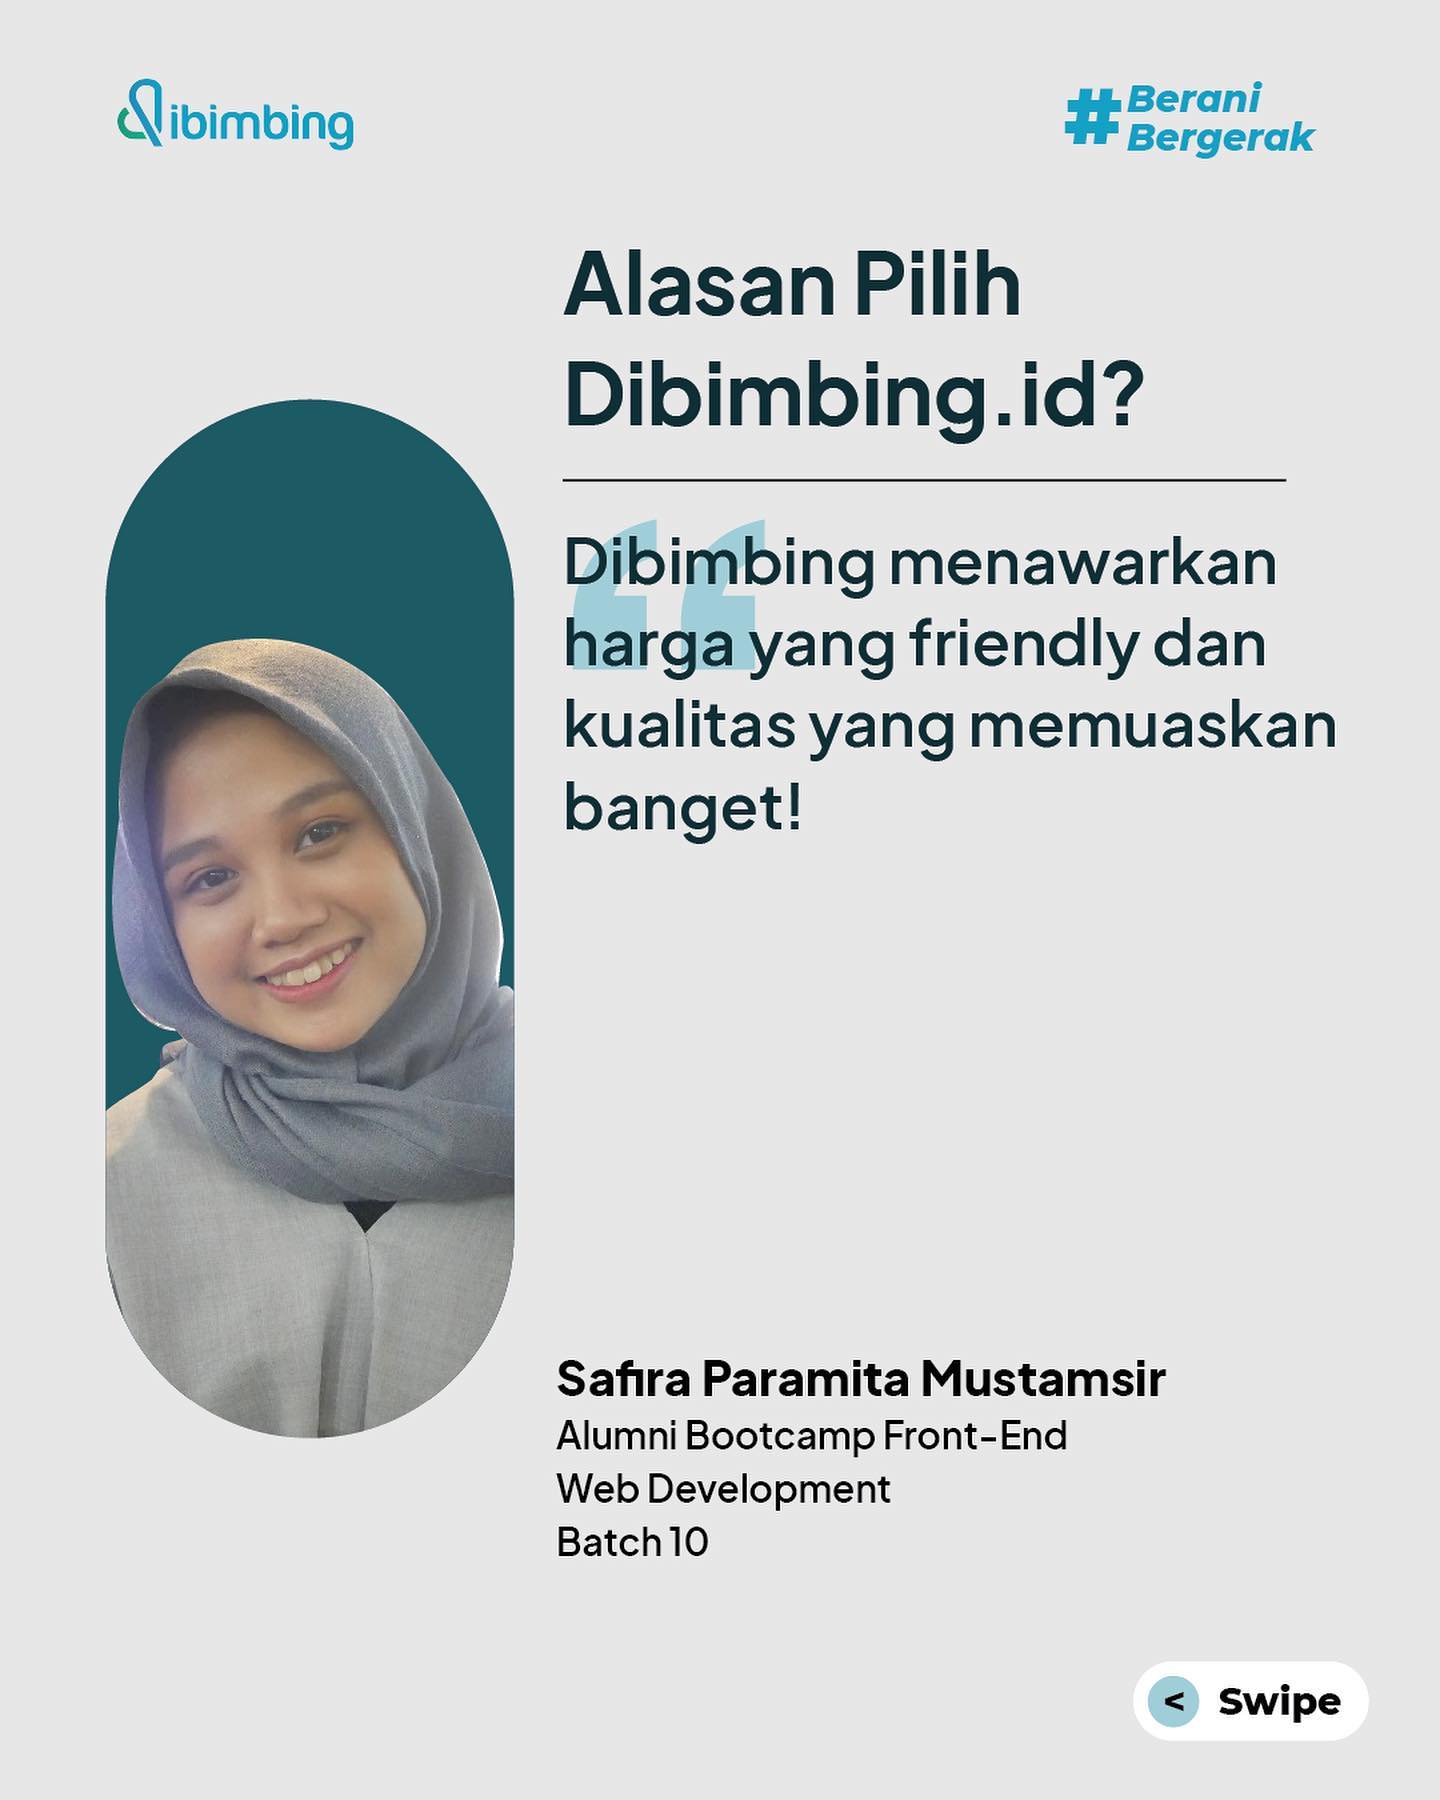 Dibimbing
#Berani
Bergerak
Alasan Pilih
Dibimbing.id?
“
Dibimbing menawarkan
harga yang friendly dan
kualitas yang memuaskan
banget!
Safira Paramita Mustamsir
Alumni Bootcamp Front-End
Web Development
Batch 10
< Swipe